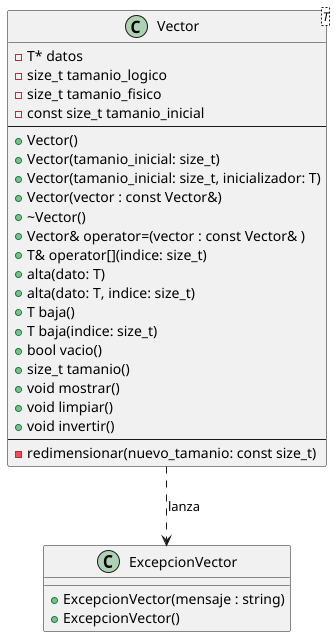 C Vector
T
T* datos
size_t tamanio_logico
size_t tamanio_fisico
const size_t tamanio_inicial
Vector()
Vector(tamanio_inicial: size_t)
Vector(tamanio_inicial: size_t, inicializador: T)
Vector(vector : const Vector&)
~Vector()
Vector& operator=(vector : const Vector& )
T& operator[](indice: size_t)
alta(dato: T)
alta(dato: T, indice: size_t)
T baja()
T baja(indice: size_t)
bool vacio()
size_t tamanio()
void mostrar()
void limpiar()
void invertir()
redimensionar(nuevo_tamanio: const size_t)
lanza
C ExcepcionVector
ExcepcionVector(mensaje : string)
ExcepcionVector()